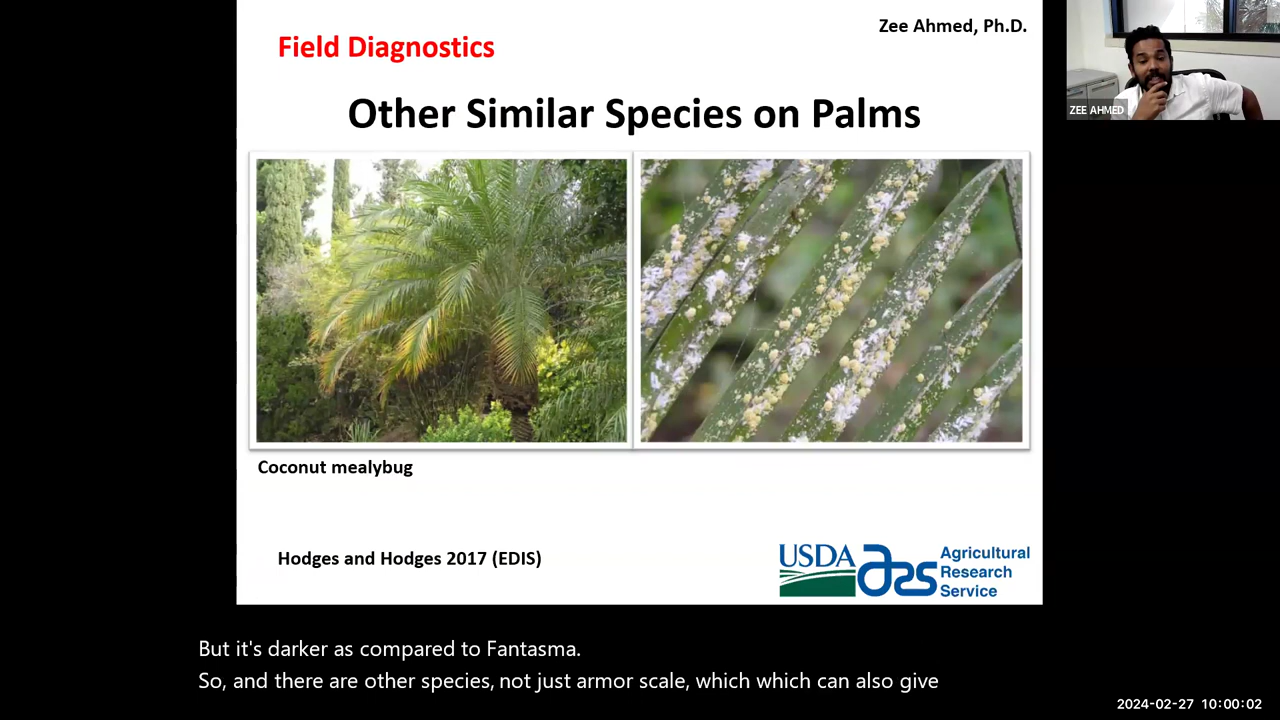 Zee Ahmed, Ph.D.
Field Diagnostics
Other Similar Species on Palms
ZEE AHMED
Coconut mealybug
Hodges and Hodges 2017 (EDIS)
USDA ars Agricultural
Research
Service
But it's darker as compared to Fantasma.
So, and there are other species, not just armor scale, which which can also give
2024-02-27 10:00:02